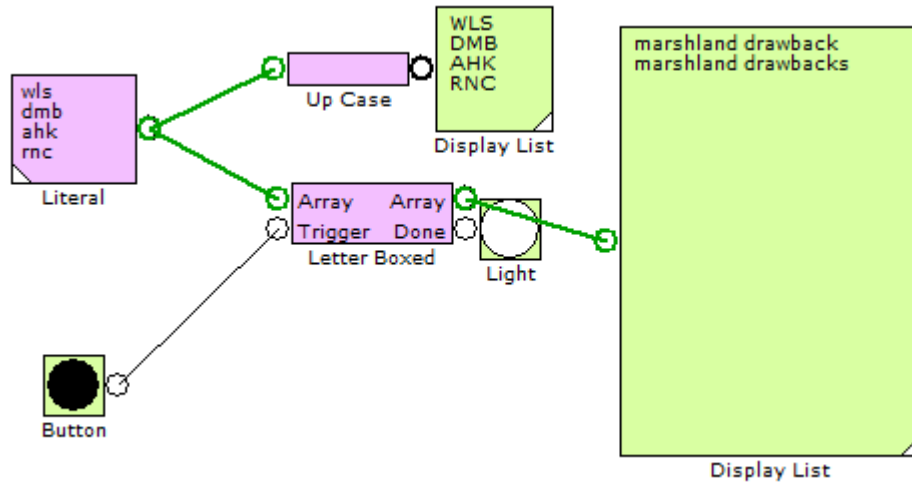 wls
dmb
ahk
rnc
Literal
Up Case
WLS
DMB
AHK
RNC
Display List
Array Array
Trigger Done
Letter Boxed
Light
Button
marshland drawback
marshland drawbacks
Display List